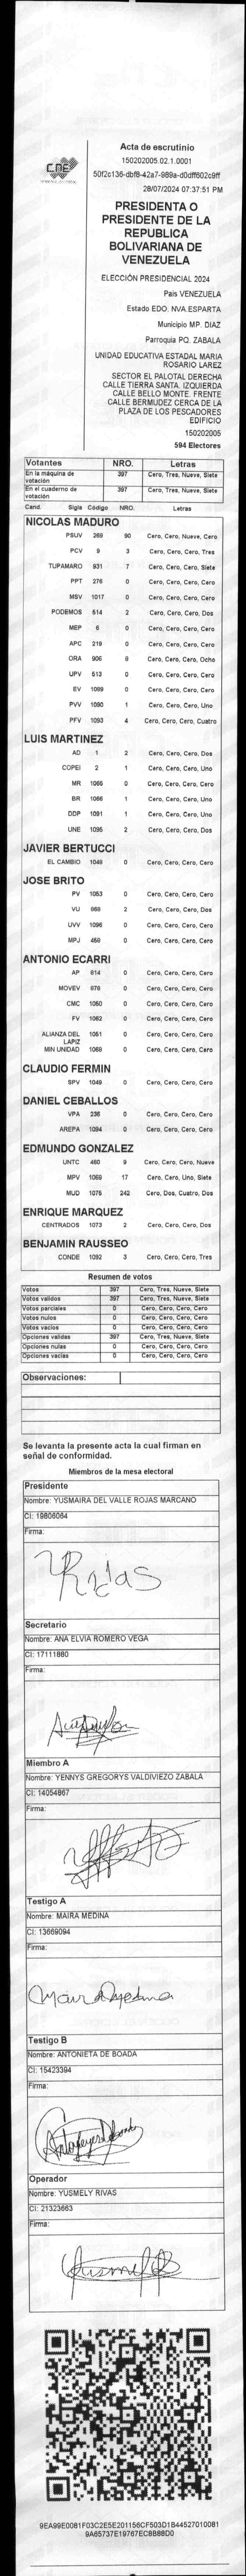 CNE
Acta de escrutinio
150202005.02.1.0001
50f2c136-dbf8-42a7-989a-d0dff602c9ff
28/07/2024 07:37:51 PM
PRESIDENTA O
PRESIDENTE DE LA
REPUBLICA
BOLIVARIANA DE
VENEZUELA
ELECCIÓN PRESIDENCIAL 2024
Pais VENEZUELA
Estado EDO. NVA.ESPARTA
Municipio MP. DIAZ
Parroquia PQ. ZABALA
UNIDAD EDUCATIVA ESTADAL MARIA
ROSARIO LAREZ
SECTOR EL PALOTAL DERECHA
CALLE TIERRA SANTA. IZQUIERDA
CALLE BELLO MONTE. FRENTE
CALLE BERMUDEZ CERCA DE LA
PLAZA DE LOS PESCADORES
EDIFICIO
150202005
594 Electores
Votantes NRO. Letras
En la máquina de votación 397 Cero, Tres, Nueve, Siete
En el cuaderno de votación 397 Cero, Tres, Nueve, Siete
Cand. Sigla Código NRO. Letras
NICOLAS MADURO
PSUV 269 90 Cero, Cero, Nueve, Cero
PCV 9 3 Cero, Cero, Cero, Tres
TUPAMARO 931 7 Cero, Cero, Cero, Siete
PPT 276 0 Cero, Cero, Cero, Cero
MSV 1017 0 Cero, Cero, Cero, Cero
PODEMOS 514 2 Cero, Cero, Cero, Dos
MEP 6 0 Cero, Cero, Cero, Cero
APC 219 0 Cero, Cero, Cero, Cero
ORA 906 8 Cero, Cero, Cero, Ocho
UPV 513 0 Cero, Cero, Cero, Cero
EV 1089 0 Cero, Cero, Cero, Cero
PVV 1090 1 Cero, Cero, Cero, Uno
PFV 1093 4 Cero, Cero, Cero, Cuatro
LUIS MARTINEZ
AD 1 2 Cero, Cero, Cero, Dos
COPEI 2 1 Cero, Cero, Cero, Uno
MR 1065 0 Cero, Cero, Cero, Cero
BR 1066 1 Cero, Cero, Cero, Uno
DDP 1091 1 Cero, Cero, Cero, Uno
UNE 1095 2 Cero, Cero, Cero, Dos
JAVIER BERTUCCI
EL CAMBIO 1048 0 Cero, Cero, Cero, Cero
JOSE BRITO
PV 1053 0 Cero, Cero, Cero, Cero
VU 969 2 Cero, Cero, Cero, Dos
UVV 1096 0 Cero, Cero, Cero, Cero
MPJ 459 0 Cero, Cero, Cero, Cero
ANTONIO ECARRI
AP 814 0 Cero, Cero, Cero, Cero
MOVEV 978 0 Cero, Cero, Cero, Cero
CMC 1050 0 Cero, Cero, Cero, Cero
FV 1062 0 Cero, Cero, Cero, Cero
ALIANZA DEL LAPIZ 1051 0 Cero, Cero, Cero, Cero
MIN UNIDAD 1068 0 Cero, Cero, Cero, Cero
CLAUDIO FERMIN
SPV 1049 0 Cero, Cero, Cero, Cero
DANIEL CEBALLOS
VPA 236 0 Cero, Cero, Cero, Cero
AREPA 1094 0 Cero, Cero, Cero, Cero
EDMUNDO GONZALEZ
UNTC 460 9 Cero, Cero, Cero, Nueve
MPV 1069 17 Cero, Cero, Uno, Siete
MUD 1075 242 Cero, Dos, Cuatro, Dos
ENRIQUE MARQUEZ
CENTRADOS 1073 2 Cero, Cero, Cero, Dos
BENJAMIN RAUSSEO
CONDE 1092 3 Cero, Cero, Cero, Tres
Resumen de votos
Votos 397 Cero, Tres, Nueve, Siete
Votos validos 397 Cero, Tres, Nueve, Siete
Votos parciales 0 Cero, Cero, Cero, Cero
Votos nulos 0 Cero, Cero, Cero, Cero
Votos vacios 0 Cero, Cero, Cero, Cero
Opciones validas 397 Cero, Tres, Nueve, Siete
Opciones nulas 0 Cero, Cero, Cero, Cero
Opciones vacias 0 Cero, Cero, Cero, Cero
Observaciones:
Se levanta la presente acta la cual firman en
señal de conformidad.
Miembros de la mesa electoral
Presidente
Nombre: YUSMAIRA DEL VALLE ROJAS MARCANO
CI: 19806064
Firma:
Rojas
Secretario
Nombre: ANA ELVIA ROMERO VEGA
CI: 17111880
Firma:
Miembro A
Nombre: YENNYS GREGORYS VALDIVIEZO ZABALA
CI: 14054867
Firma:
Testigo A
Nombre: MAIRA MEDINA
CI: 13669094
Firma:
Maira Medina
Testigo B
Nombre: ANTONIETA DE BOADA
CI: 15423394
Firma:
Operador
Nombre: YUSMELY RIVAS
CI: 21323663
Firma:
Yusmely R
9EA99E0081F03C2E5E201156CF503D1B44527010081
9A65737E19767EC8B88D0